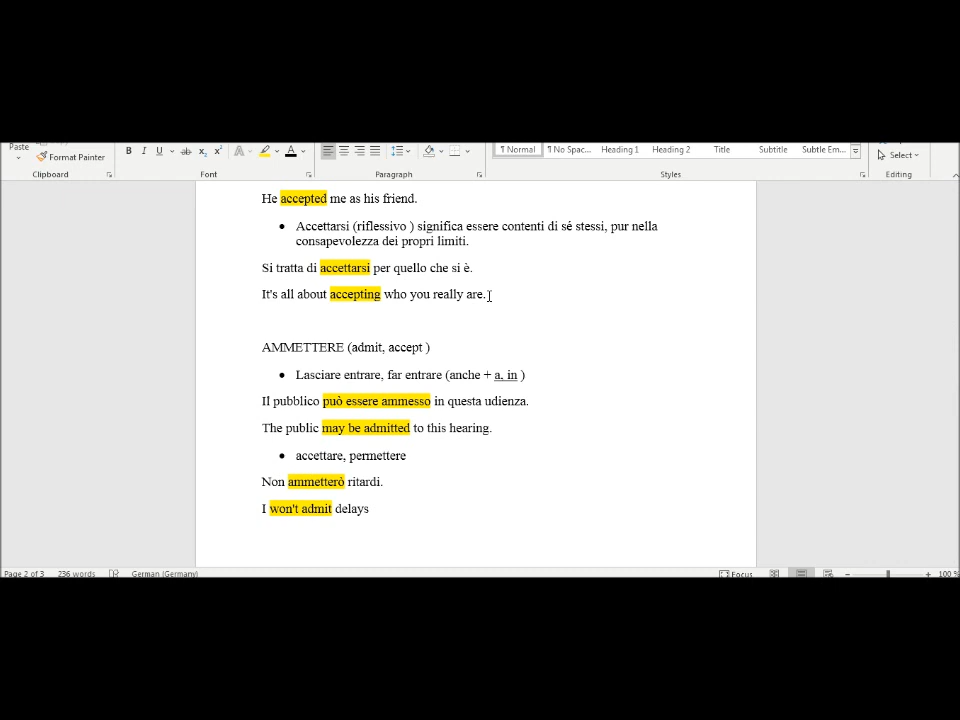 Paste
Format Painter
B I U ab x2 x2 A A
Normal No Spac... Heading 1 Heading 2 Title Subtitle Subtle Em...
Select
Clipboard Font Paragraph Styles Editing
He accepted me as his friend.
• Accettarsi (riflessivo ) significa essere contenti di sé stessi, pur nella
consapevolezza dei propri limiti.
Si tratta di accettarsi per quello che si è.
It's all about accepting who you really are.
AMMETTERE (admit, accept )
• Lasciare entrare, far entrare (anche + a, in )
Il pubblico può essere ammesso in questa udienza.
The public may be admitted to this hearing.
• accettare, permettere
Non ammetterò ritardi.
I won't admit delays
Page 2 of 3 236 words German (Germany) Focus 100 %